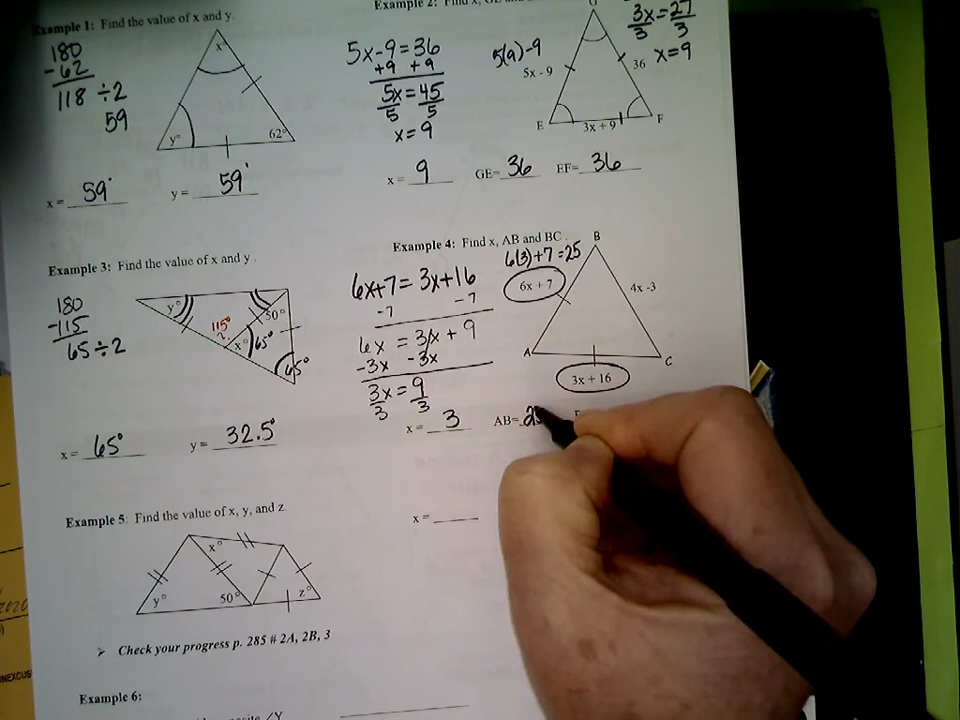 Example 1: Find the value of x and y.
180
-62
118 ÷2
59
x°
y°
62°
x = 59°
y = 59°
Example 2: Find x,
5x-9=36
+9 +9
5x = 45
5 5
x=9
5(9)-9
5x - 9
3x=27
3 3
x=9
G
36
E
3x + 9
F
x = 9
GE= 36
EF= 36
Example 3: Find the value of x and y .
180
-115
65 ÷2
y°
50°
115°
x°
65°
65°
x = 65°
y = 32.5°
Example 4: Find x, AB and BC .
6x+7= 3x+16
-7 -7
6x = 3x + 9
-3x -3x
3x = 9
3 3
6(3)+7=25
6x + 7
B
4x -3
A
C
3x + 16
x = 3
AB=
Example 5: Find the value of x, y, and z.
x°
y°
50°
z°
x =
➢ Check your progress p. 285 # 2A, 2B, 3
Example 6:
2020